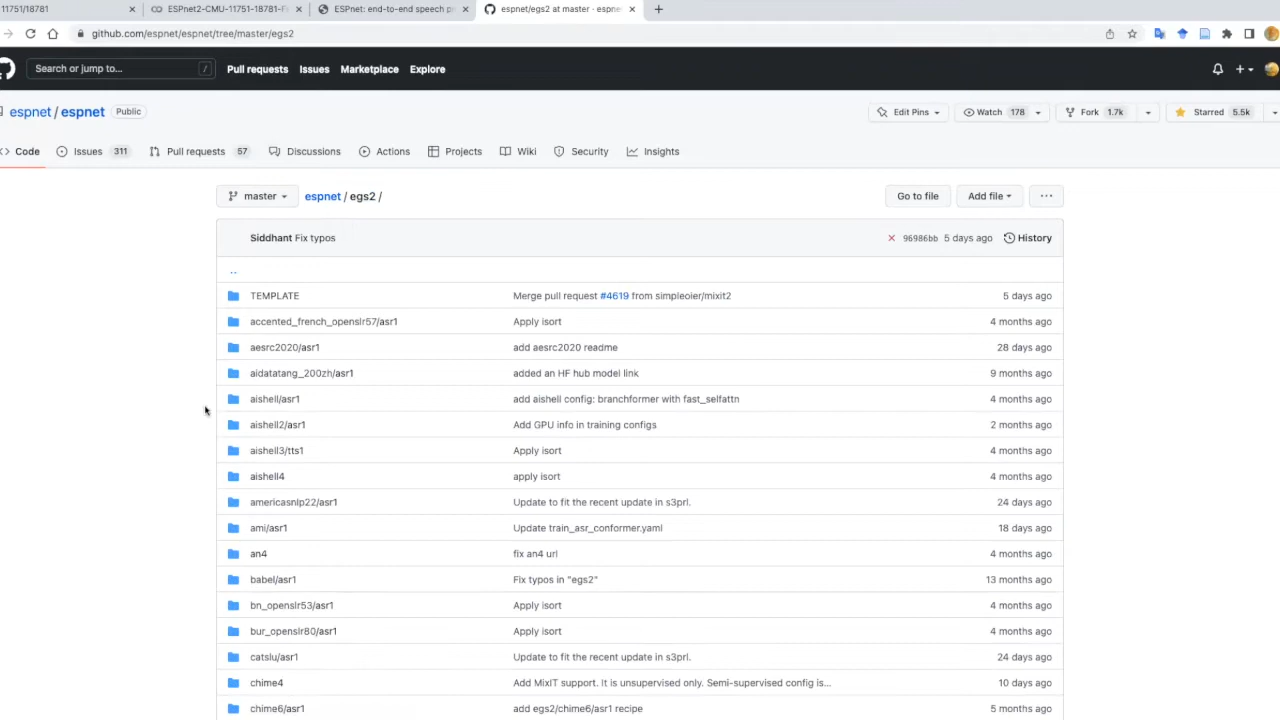 11751/18781
ESPnet2-CMU-11751-18781-F
ESPnet: end-to-end speech p
espnet/egs2 at master · espne
github.com/espnet/espnet/tree/master/egs2
Search or jump to... /
Pull requests Issues Marketplace Explore
espnet / espnet Public
Edit Pins Watch 178 Fork 1.7k Starred 5.5k
Code Issues 311 Pull requests 57 Discussions Actions Projects Wiki Security Insights
master espnet / egs2 / Go to file Add file ...
Siddhant Fix typos 96986bb 5 days ago History
..
TEMPLATE Merge pull request #4619 from simpleoier/mixit2 5 days ago
accented_french_openslr57/asr1 Apply isort 4 months ago
aesrc2020/asr1 add aesrc2020 readme 28 days ago
aidatatang_200zh/asr1 added an HF hub model link 9 months ago
aishell/asr1 add aishell config: branchformer with fast_selfattn 4 months ago
aishell2/asr1 Add GPU info in training configs 2 months ago
aishell3/tts1 Apply isort 4 months ago
aishell4 apply isort 4 months ago
americasnlp22/asr1 Update to fit the recent update in s3prl. 24 days ago
ami/asr1 Update train_asr_conformer.yaml 18 days ago
an4 fix an4 url 4 months ago
babel/asr1 Fix typos in "egs2" 13 months ago
bn_openslr53/asr1 Apply isort 4 months ago
bur_openslr80/asr1 Apply isort 4 months ago
catslu/asr1 Update to fit the recent update in s3prl. 24 days ago
chime4 Add MixIT support. It is unsupervised only. Semi-supervised config is... 10 days ago
chime6/asr1 add egs2/chime6/asr1 recipe 5 months ago